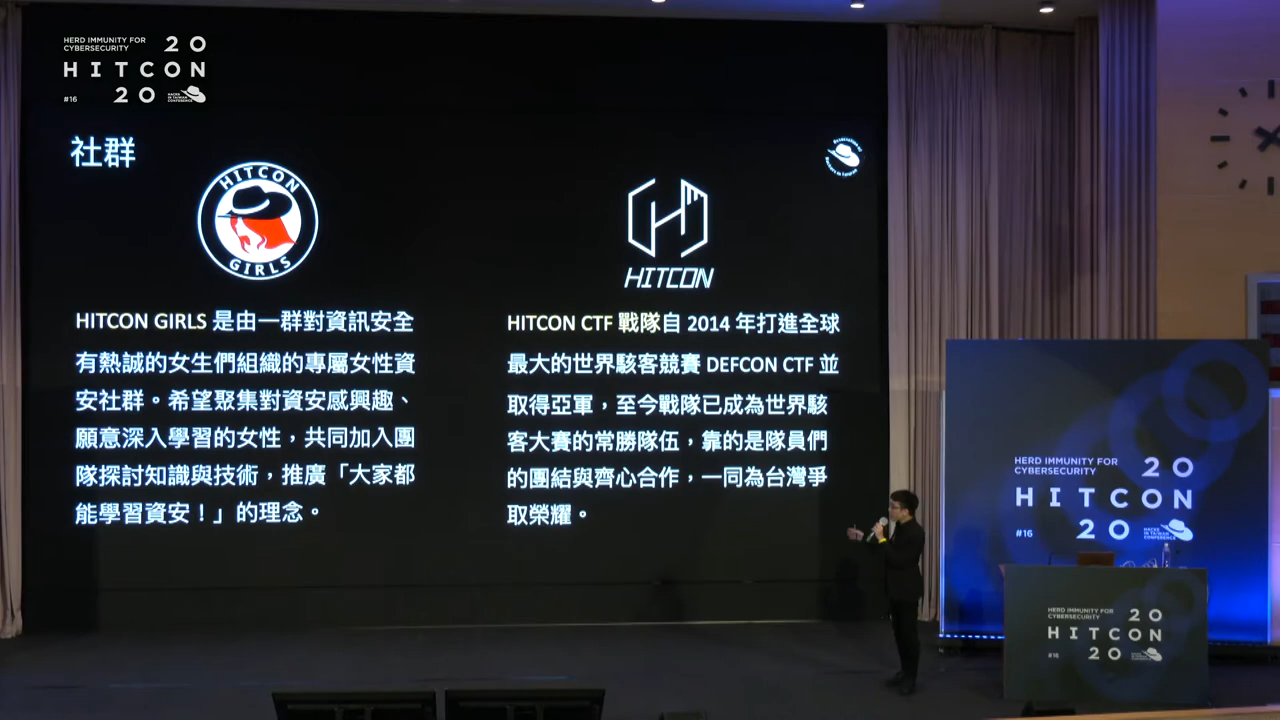 HERD IMMUNITY FOR
CYBERSECURITY
20
HITCON
#16
20
HACKS
IN TAIWAN
CONFERENCE
社群
HITCON
GIRLS
HITCON
HITCON GIRLS 是由一群對資訊安全
有熱誠的女生們組織的專屬女性資
安社群。希望聚集對資安感興趣、
願意深入學習的女性，共同加入團
隊探討知識與技術，推廣「大家都
能學習資安！」的理念。
HITCON CTF 戰隊自 2014 年打進全球
最大的世界駭客競賽 DEFCON CTF 並
取得亞軍，至今戰隊已成為世界駭
客大賽的常勝隊伍，靠的是隊員們
的團結與齊心合作，一同為台灣爭
取榮耀。
HERD IMMUNITY FOR
CYBERSECURITY
20
HITCON
#16
20
HACKS
IN TAIWAN
CONFERENCE
HERD IMMUNITY FOR
CYBERSECURITY
20
HITCON
#16
20